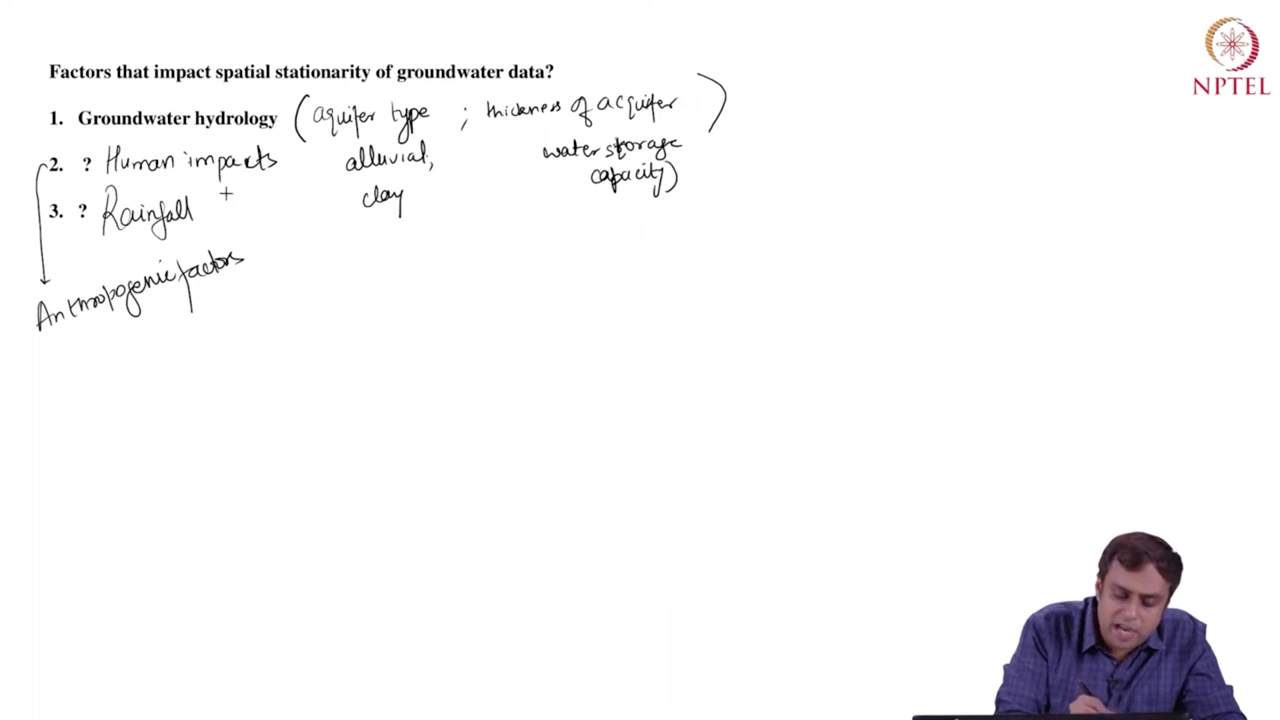 Factors that impact spatial stationarity of groundwater data?
1. Groundwater hydrology (aquifer type ; thickness of acquifer )
2. ? Human impacts alluvial, water storage
capacity)
clay
3. ? Rainfall +
Anthropogenic factors
NPTEL